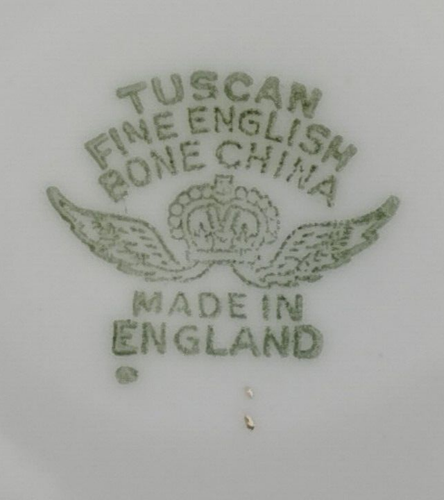 TUSCAN
FINE ENGLISH
BONE CHINA
MADE IN
ENGLAND